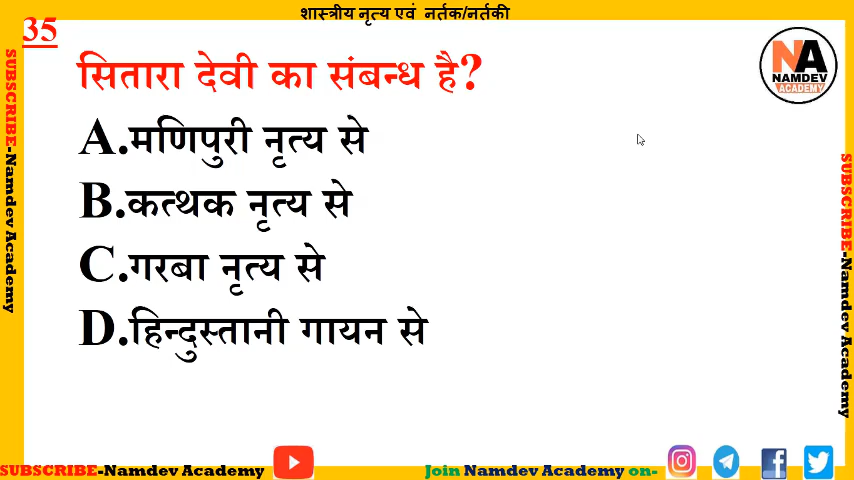 शास्त्रीय नृत्य एवं नर्तक/नर्तकी
35
सितारा देवी का संबन्ध है?
NA
NAMDEV
ACADEMY
A.मणिपुरी नृत्य से
B.कत्थक नृत्य से
C.गरबा नृत्य से
D.हिन्दुस्तानी गायन से
SUBSCRIBE-Namdev Academy
SUBSCRIBE-Namdev Academy
SUBSCRIBE-Namdev Academy
Join Namdev Academy on-